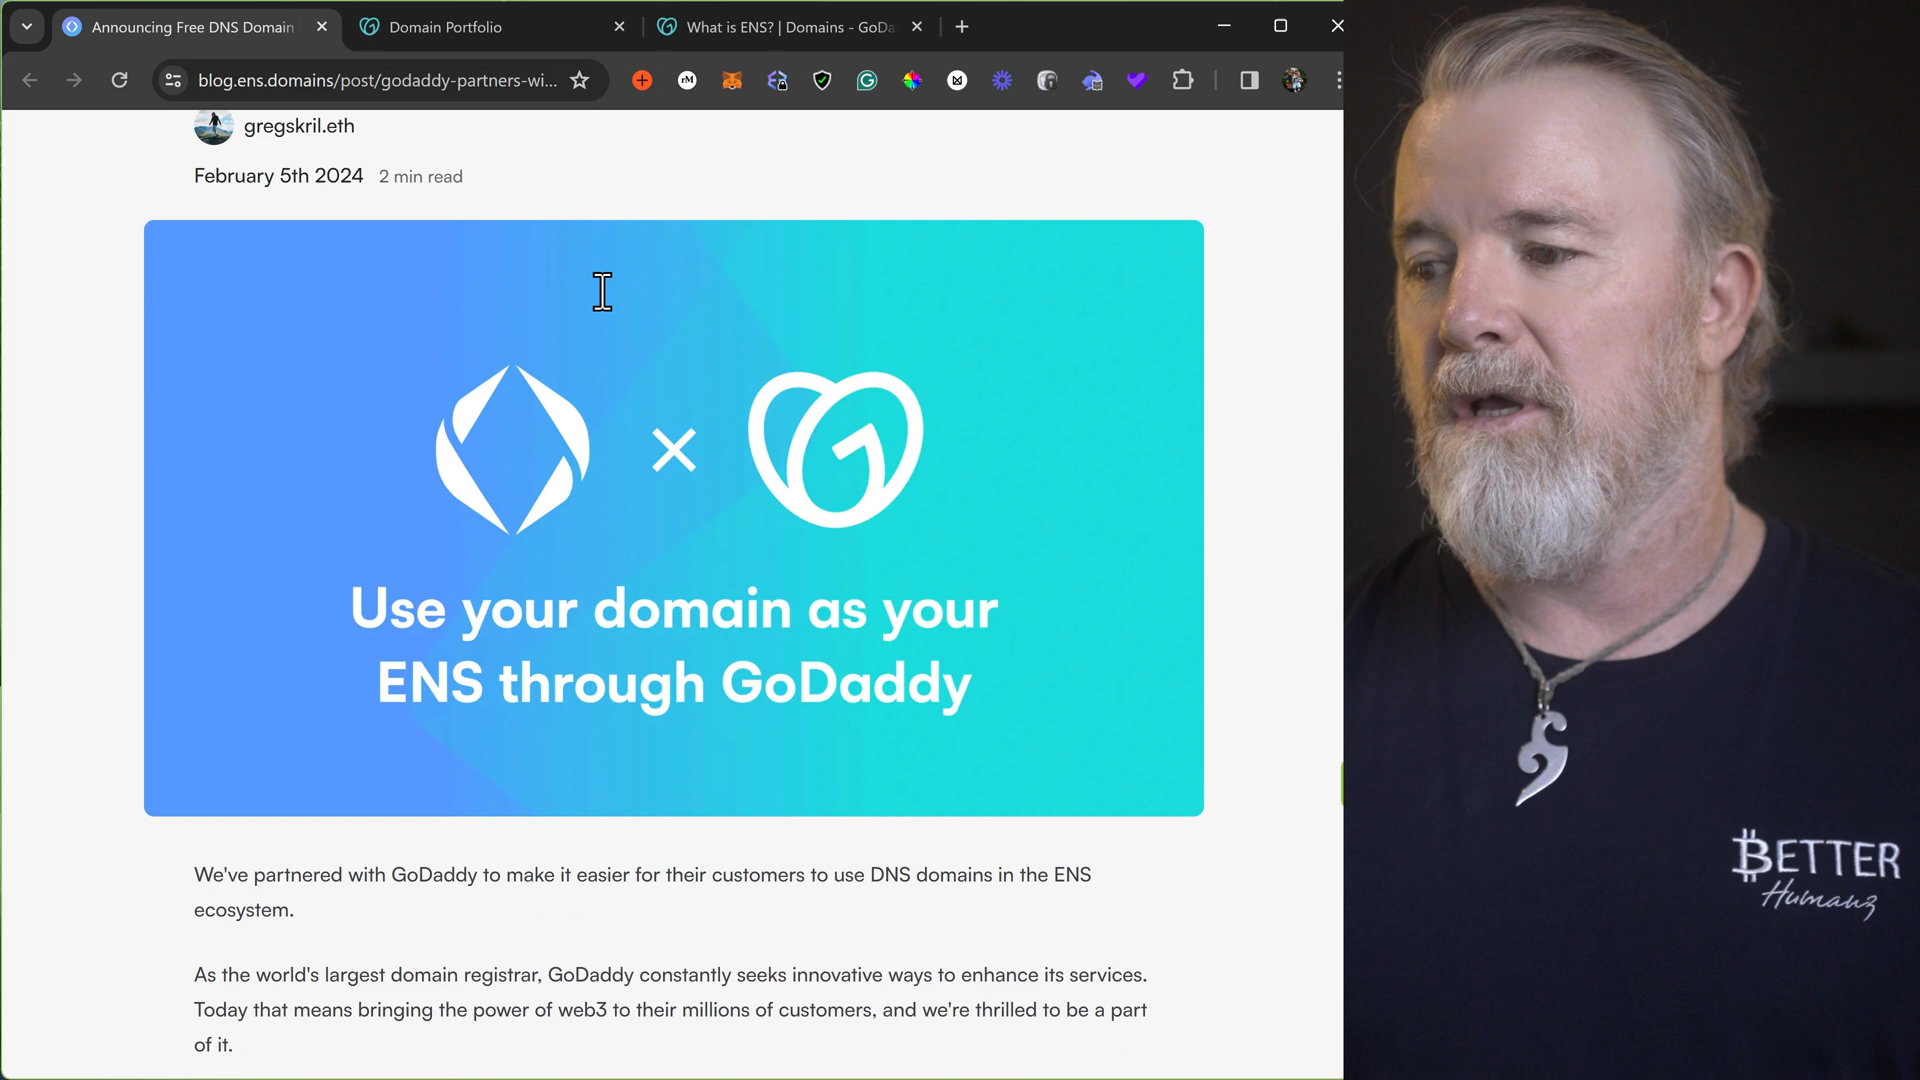 Announcing Free DNS Domain
Domain Portfolio
What is ENS? | Domains - GoDa
blog.ens.domains/post/godaddy-partners-wi...
rM
gregskril.eth
February 5th 2024 2 min read
Use your domain as your
ENS through GoDaddy
We've partnered with GoDaddy to make it easier for their customers to use DNS domains in the ENS
ecosystem.
As the world's largest domain registrar, GoDaddy constantly seeks innovative ways to enhance its services.
Today that means bringing the power of web3 to their millions of customers, and we're thrilled to be a part
of it.
BETTER
Humanz